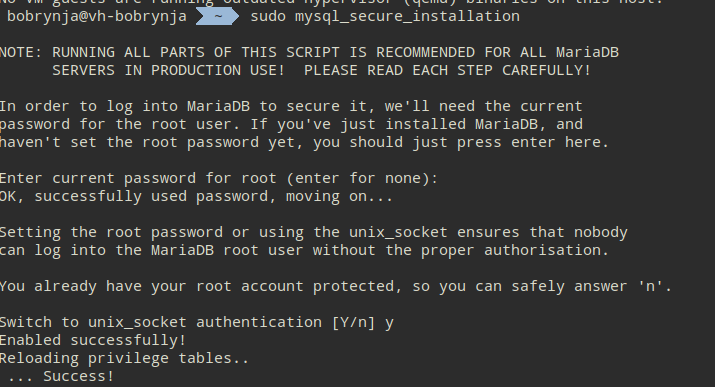 No VM guests are running outdated hypervisor (qemu) binaries on this host.
bobrynja@vh-bobrynja ~ sudo mysql_secure_installation
NOTE: RUNNING ALL PARTS OF THIS SCRIPT IS RECOMMENDED FOR ALL MariaDB
SERVERS IN PRODUCTION USE! PLEASE READ EACH STEP CAREFULLY!
In order to log into MariaDB to secure it, we'll need the current
password for the root user. If you've just installed MariaDB, and
haven't set the root password yet, you should just press enter here.
Enter current password for root (enter for none):
OK, successfully used password, moving on...
Setting the root password or using the unix_socket ensures that nobody
can log into the MariaDB root user without the proper authorisation.
You already have your root account protected, so you can safely answer 'n'.
Switch to unix_socket authentication [Y/n] y
Enabled successfully!
Reloading privilege tables..
... Success!